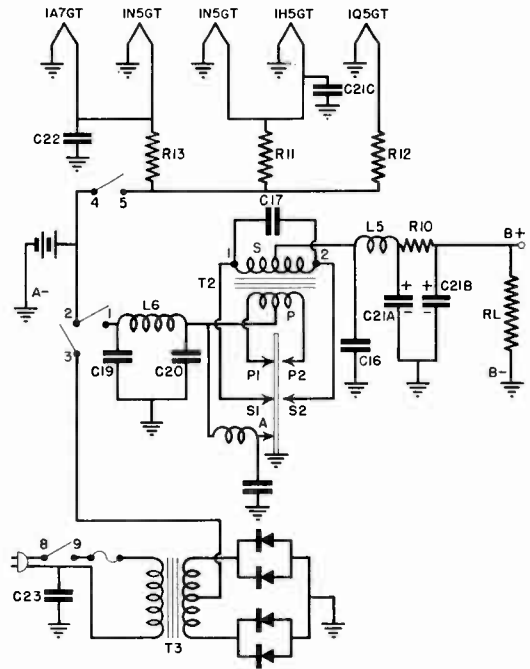 1A7GT 1N5GT 1N5GT 1H5GT 1Q5GT
C21C
C22 R13 R11 R12
4 5 C17
1 S 2 L5 R10 B+
T2
A-
2 1 L6 P C21A + - + - C21B RL
3 C19 C20 P1 P2 C16 B-
S1 S2
A
8 9
C23
T3